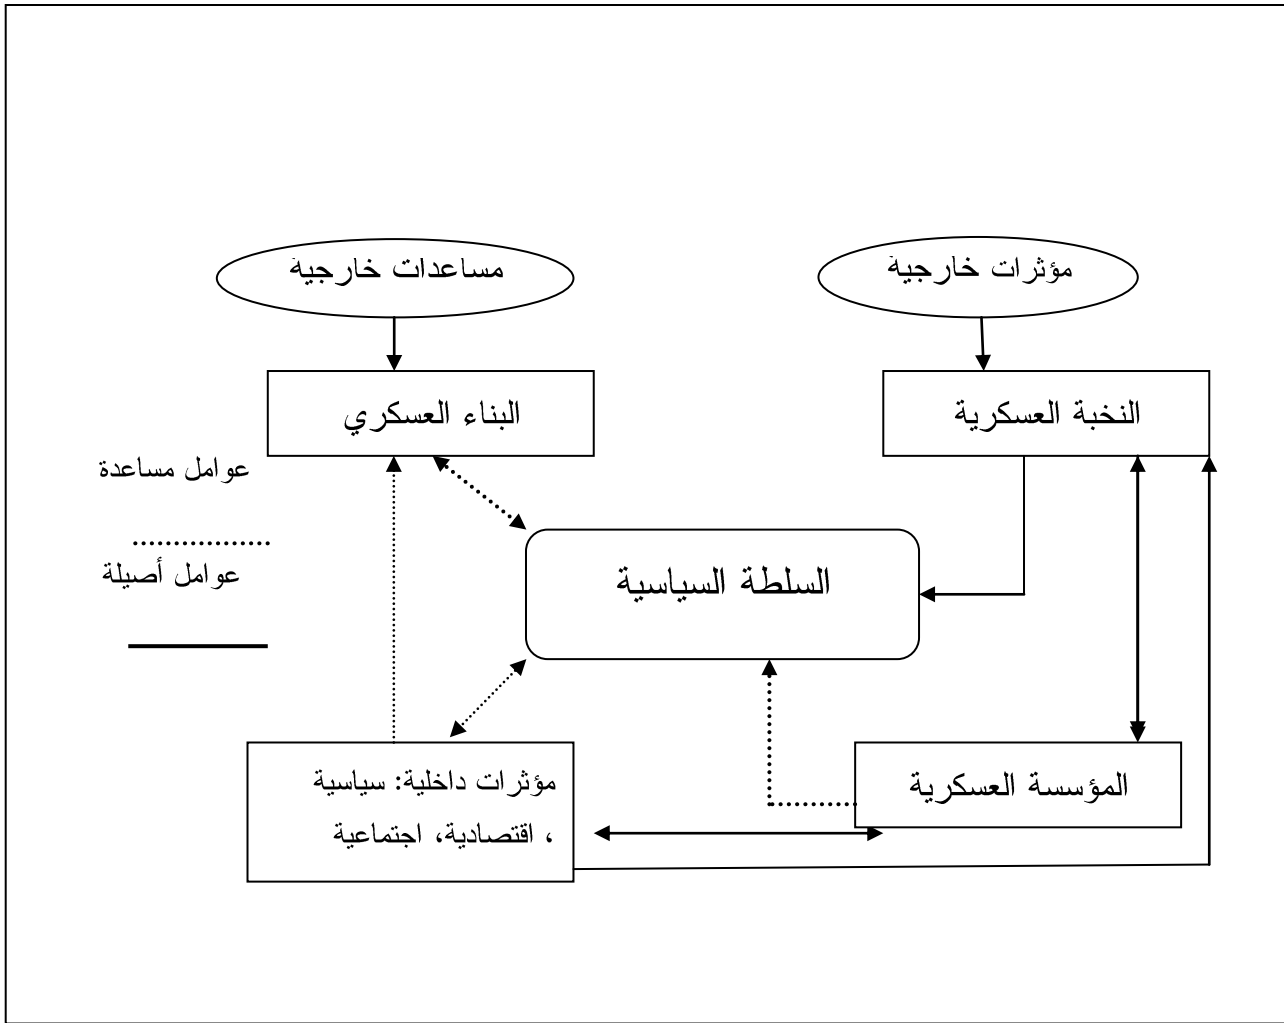 مؤثرات خارجية
مساعدات خارجية
النخبة العسكرية
البناء العسكري
عوامل مساعدة
عوامل أصيلة
السلطة السياسية
المؤسسة العسكرية
مؤثرات داخلية: سياسية
، اقتصادية، اجتماعية